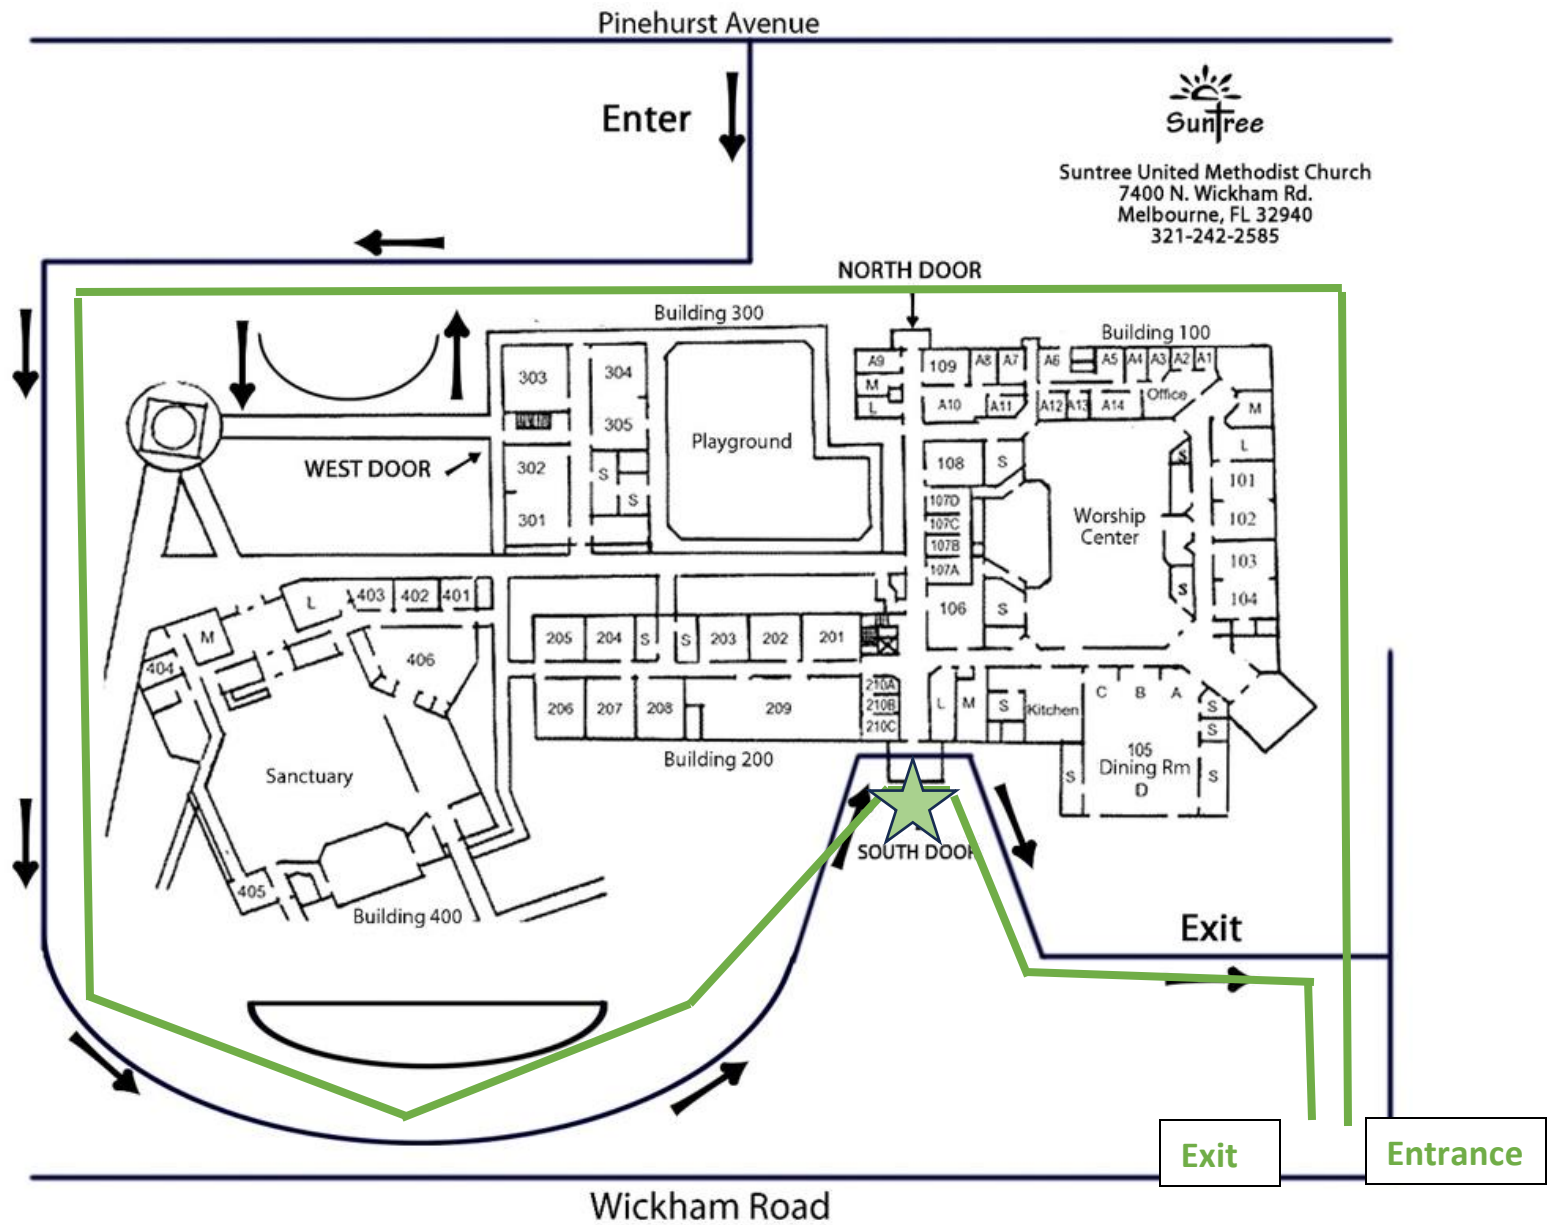 Pinehurst Avenue
Enter
Suntree
Suntree United Methodist Church
7400 N. Wickham Rd.
Melbourne, FL 32940
321-242-2585
NORTH DOOR
Building 300
Building 100
303
304
305
302
301
S
S
Playground
WEST DOOR
A9
M
L
109
A8
A7
A6
A5
A4
A3
A2
A1
A10
A11
A12
A13
A14
Office
M
L
108
S
107D
107C
107B
107A
106
S
Worship
Center
S
S
101
102
103
104
L
403
402
401
M
404
406
Sanctuary
405
Building 400
205
204
S
S
203
202
201
206
207
208
209
210A
210B
210C
Building 200
L
M
S
Kitchen
C
B
A
S
S
S
S
105
Dining Rm
D
SOUTH DOOR
Exit
Exit
Entrance
Wickham Road